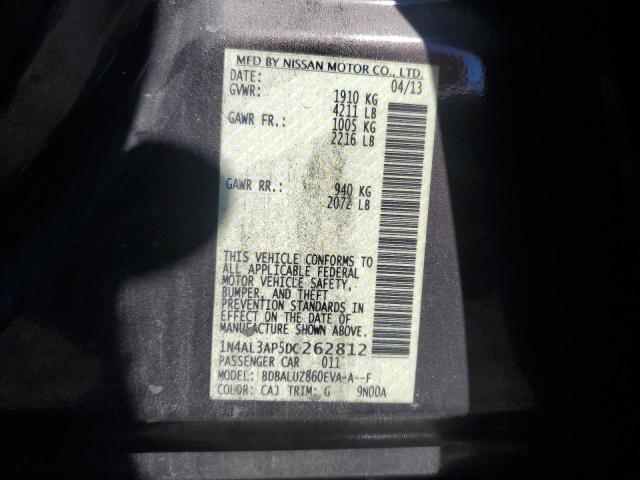 MFD BY NISSAN MOTOR CO., LTD.
DATE: 04/13
GVWR: 1910 KG
4211 LB
GAWR FR.: 1005 KG
2216 LB
GAWR RR.: 940 KG
2072 LB
THIS VEHICLE CONFORMS TO
ALL APPLICABLE FEDERAL
MOTOR VEHICLE SAFETY,
BUMPER, AND THEFT
PREVENTION STANDARDS IN
EFFECT ON THE DATE OF
MANUFACTURE SHOWN ABOVE.
1N4AL3AP5DC262812
PASSENGER CAR 011
MODEL: BDBALUZ860EVA-A--F
COLOR: CAJ TRIM: G 9N00A